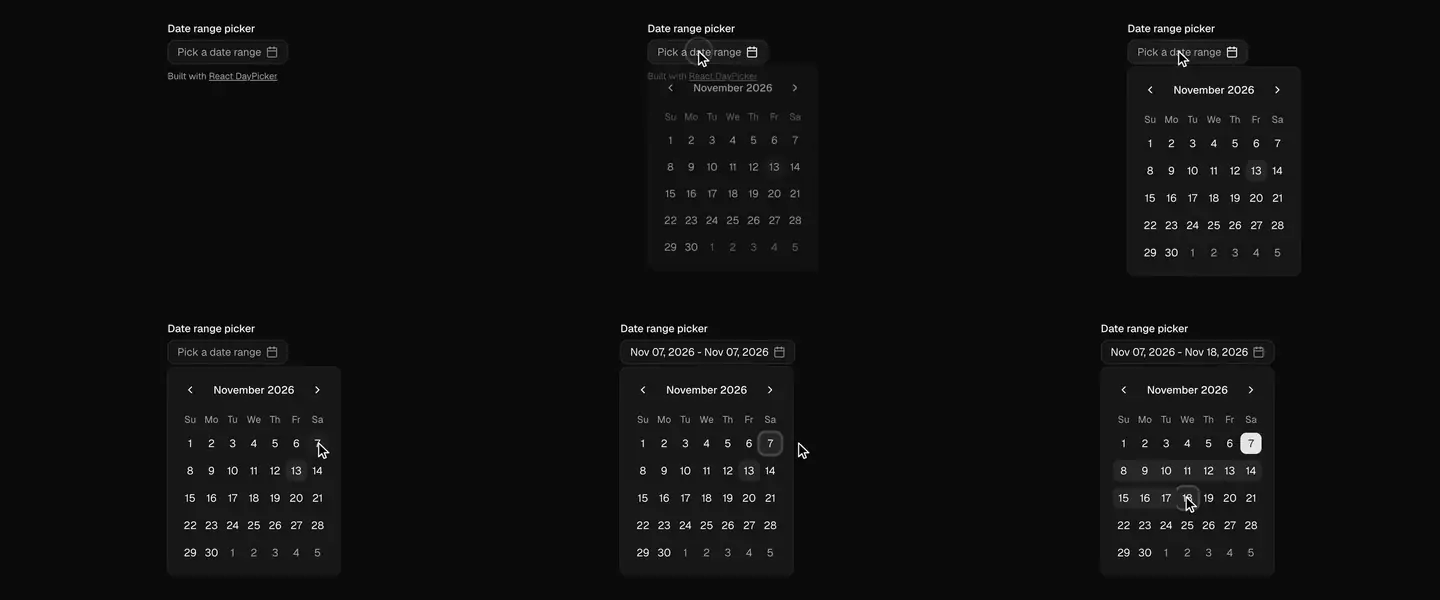 Date range picker
Pick a date range
Built with React DayPicker
Date range picker
Pick a date range
Built with React DayPicker
November 2026
Su Mo Tu We Th Fr Sa
1 2 3 4 5 6 7
8 9 10 11 12 13 14
15 16 17 18 19 20 21
22 23 24 25 26 27 28
29 30 1 2 3 4 5
Date range picker
Pick a date range
November 2026
Su Mo Tu We Th Fr Sa
1 2 3 4 5 6 7
8 9 10 11 12 13 14
15 16 17 18 19 20 21
22 23 24 25 26 27 28
29 30 1 2 3 4 5
Date range picker
Pick a date range
November 2026
Su Mo Tu We Th Fr Sa
1 2 3 4 5 6 7
8 9 10 11 12 13 14
15 16 17 18 19 20 21
22 23 24 25 26 27 28
29 30 1 2 3 4 5
Date range picker
Nov 07, 2026 - Nov 07, 2026
November 2026
Su Mo Tu We Th Fr Sa
1 2 3 4 5 6 7
8 9 10 11 12 13 14
15 16 17 18 19 20 21
22 23 24 25 26 27 28
29 30 1 2 3 4 5
Date range picker
Nov 07, 2026 - Nov 18, 2026
November 2026
Su Mo Tu We Th Fr Sa
1 2 3 4 5 6 7
8 9 10 11 12 13 14
15 16 17 18 19 20 21
22 23 24 25 26 27 28
29 30 1 2 3 4 5